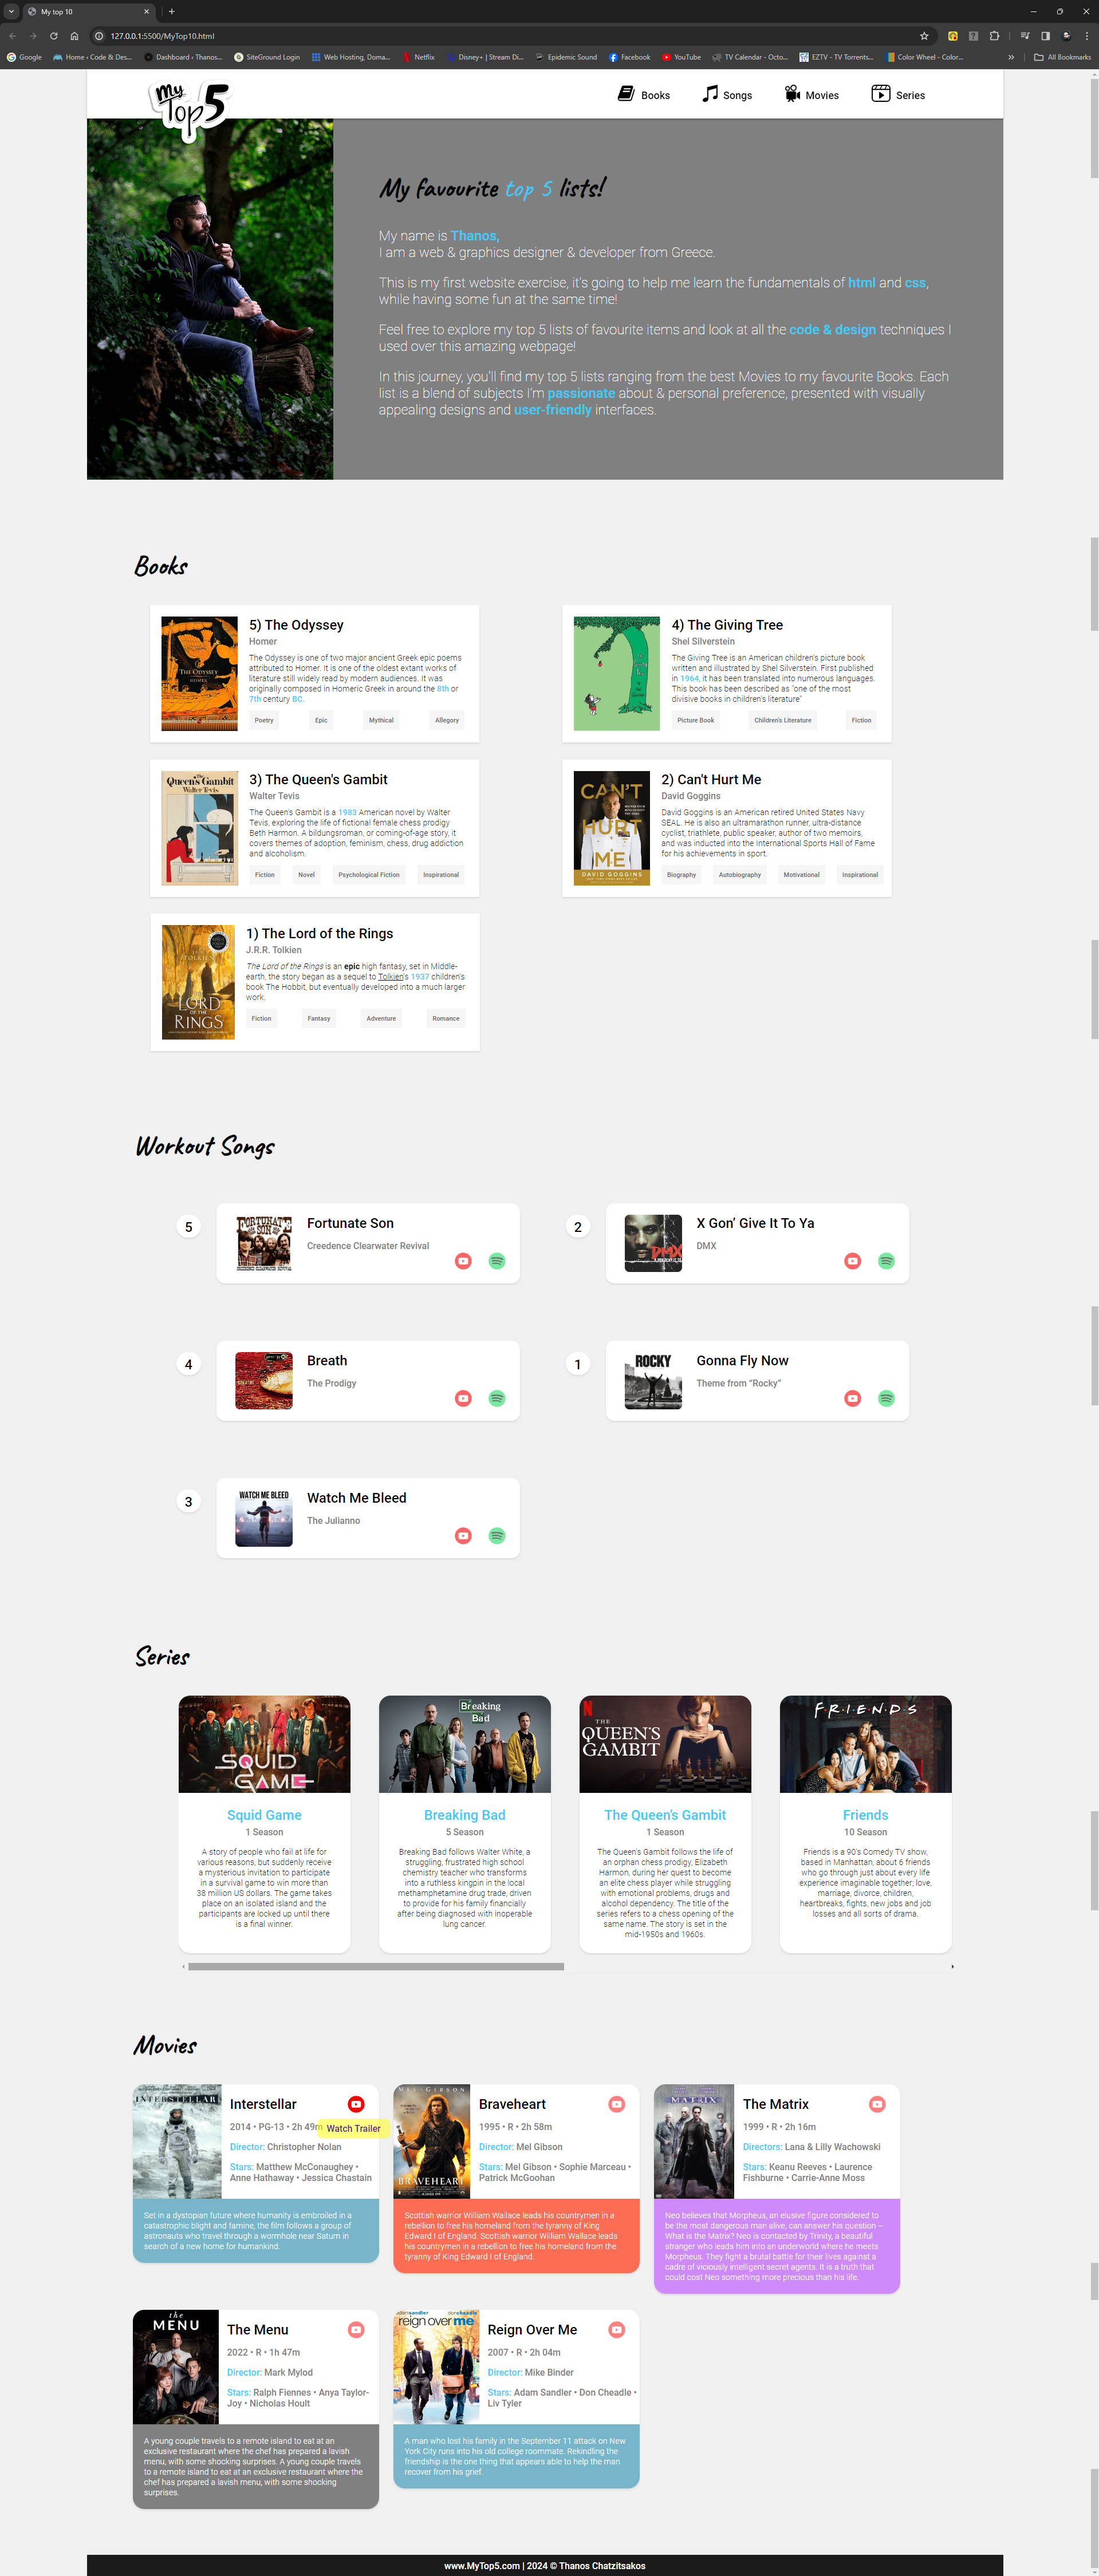 My top 10
127.0.0.1:5500/MyTop10.html
Google
Home ‹ Code & Des...
Dashboard ‹ Thanos...
SiteGround Login
Web Hosting, Doma...
Netflix
Disney+ | Stream Di...
Epidemic Sound
Facebook
YouTube
TV Calendar - Octo...
EZTV - TV Torrents...
Color Wheel - Color...
All Bookmarks
My Top 5
Books
Songs
Movies
Series
My favourite top 5 lists!
My name is Thanos,
I am a web & graphics designer & developer from Greece.
This is my first website exercise, it's going to help me learn the fundamentals of html and css,
while having some fun at the same time!
Feel free to explore my top 5 lists of favourite items and look at all the code & design techniques I
used over this amazing webpage!
In this journey, you'll find my top 5 lists ranging from the best Movies to my favourite Books. Each
list is a blend of subjects I'm passionate about & personal preference, presented with visually
appealing designs and user-friendly interfaces.
Books
THE ODYSSEY
HOMER
5) The Odyssey
Homer
The Odyssey is one of two major ancient Greek epic poems
attributed to Homer. It is one of the oldest extant works of
literature still widely read by modern audiences. It was
originally composed in Homeric Greek in around the 8th or
7th century BC.
Poetry
Epic
Mythical
Allegory
4) The Giving Tree
Shel Silverstein
The Giving Tree is an American children's picture book
written and illustrated by Shel Silverstein. First published
in 1964, it has been translated into numerous languages.
This book has been described as "one of the most
divisive books in children's literature"
Picture Book
Children's Literature
Fiction
The
Queen's Gambit
Walter Tevis
3) The Queen's Gambit
Walter Tevis
The Queen's Gambit is a 1983 American novel by Walter
Tevis, exploring the life of fictional female chess prodigy
Beth Harmon. A bildungsroman, or coming-of-age story, it
covers themes of adoption, feminism, chess, drug addiction
and alcoholism.
Fiction
Novel
Psychological Fiction
Inspirational
CAN'T
HURT
ME
DAVID GOGGINS
2) Can't Hurt Me
David Goggins
David Goggins is an American retired United States Navy
SEAL. He is also an ultramarathon runner, ultra-distance
cyclist, triathlete, public speaker, author of two memoirs,
and was inducted into the International Sports Hall of Fame
for his achievements in sport.
Biography
Autobiography
Motivational
Inspirational
TOLKIEN
THE
LORD
OF THE
RINGS
1) The Lord of the Rings
J.R.R. Tolkien
The Lord of the Rings is an epic high fantasy, set in Middle-
earth, the story began as a sequel to Tolkien's 1937 children's
book The Hobbit, but eventually developed into a much larger
work.
Fiction
Fantasy
Adventure
Romance
Workout Songs
5
FORTUNATE
SON
Fortunate Son
Creedence Clearwater Revival
2
DMX
X Gon' Give It To Ya
DMX
4
Breath
The Prodigy
1
ROCKY
Gonna Fly Now
Theme from “Rocky”
3
WATCH ME BLEED
Watch Me Bleed
The Julianno
Series
SQUID
GAME
Squid Game
1 Season
A story of people who fail at life for
various reasons, but suddenly receive
a mysterious invitation to participate
in a survival game to win more than
38 million US dollars. The game takes
place on an isolated island and the
participants are locked up until there
is a final winner.
Breaking
Bad
Breaking Bad
5 Season
Breaking Bad follows Walter White, a
struggling, frustrated high school
chemistry teacher who transforms
into a ruthless kingpin in the local
methamphetamine drug trade, driven
to provide for his family financially
after being diagnosed with inoperable
lung cancer.
N
THE
QUEEN'S
GAMBIT
The Queen's Gambit
1 Season
The Queen's Gambit follows the life of
an orphan chess prodigy, Elizabeth
Harmon, during her quest to become
an elite chess player while struggling
with emotional problems, drugs and
alcohol dependency. The title of the
series refers to a chess opening of the
same name. The story is set in the
mid-1950s and 1960s.
F·R·I·E·N·D·S
Friends
10 Season
Friends is a 90's Comedy TV show,
based in Manhattan, about 6 friends
who go through just about every life
experience imaginable together; love,
marriage, divorce, children,
heartbreaks, fights, new jobs and job
losses and all sorts of drama.
Movies
INTERSTELLAR
Interstellar
2014 • PG-13 • 2h 49m
Watch Trailer
Director: Christopher Nolan
Stars: Matthew McConaughey •
Anne Hathaway • Jessica Chastain
Set in a dystopian future where humanity is embroiled in a
catastrophic blight and famine, the film follows a group of
astronauts who travel through a wormhole near Saturn in
search of a new home for humankind.
MEL GIBSON
BRAVEHEART
Braveheart
1995 • R • 2h 58m
Director: Mel Gibson
Stars: Mel Gibson • Sophie Marceau •
Patrick McGoohan
Scottish warrior William Wallace leads his countrymen in a
rebellion to free his homeland from the tyranny of King
Edward I of England. Scottish warrior William Wallace leads
his countrymen in a rebellion to free his homeland from the
tyranny of King Edward I of England.
MATRIX
The Matrix
1999 • R • 2h 16m
Directors: Lana & Lilly Wachowski
Stars: Keanu Reeves • Laurence
Fishburne • Carrie-Anne Moss
Neo believes that Morpheus, an elusive figure considered to
be the most dangerous man alive, can answer his question --
What is the Matrix? Neo is contacted by Trinity, a beautiful
stranger who leads him into an underworld where he meets
Morpheus. They fight a brutal battle for their lives against a
cadre of viciously intelligent secret agents. It is a truth that
could cost Neo something more precious than his life.
the
MENU
The Menu
2022 • R • 1h 47m
Director: Mark Mylod
Stars: Ralph Fiennes • Anya Taylor-
Joy • Nicholas Hoult
A young couple travels to a remote island to eat at an
exclusive restaurant where the chef has prepared a lavish
menu, with some shocking surprises. A young couple travels
to a remote island to eat at an exclusive restaurant where the
chef has prepared a lavish menu, with some shocking
surprises.
adam sandler don cheadle
reign over me
Reign Over Me
2007 • R • 2h 04m
Director: Mike Binder
Stars: Adam Sandler • Don Cheadle •
Liv Tyler
A man who lost his family in the September 11 attack on New
York City runs into his old college roommate. Rekindling the
friendship is the one thing that appears able to help the man
recover from his grief.
www.MyTop5.com | 2024 © Thanos Chatzitsakos